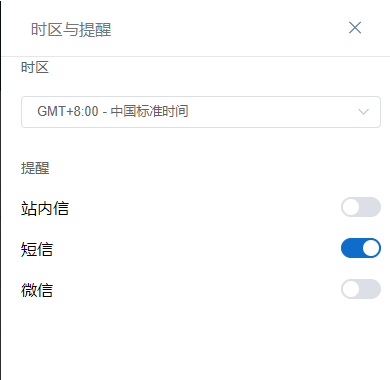 时区与提醒
时区
GMT+8:00 - 中国标准时间
提醒
站内信
短信
微信